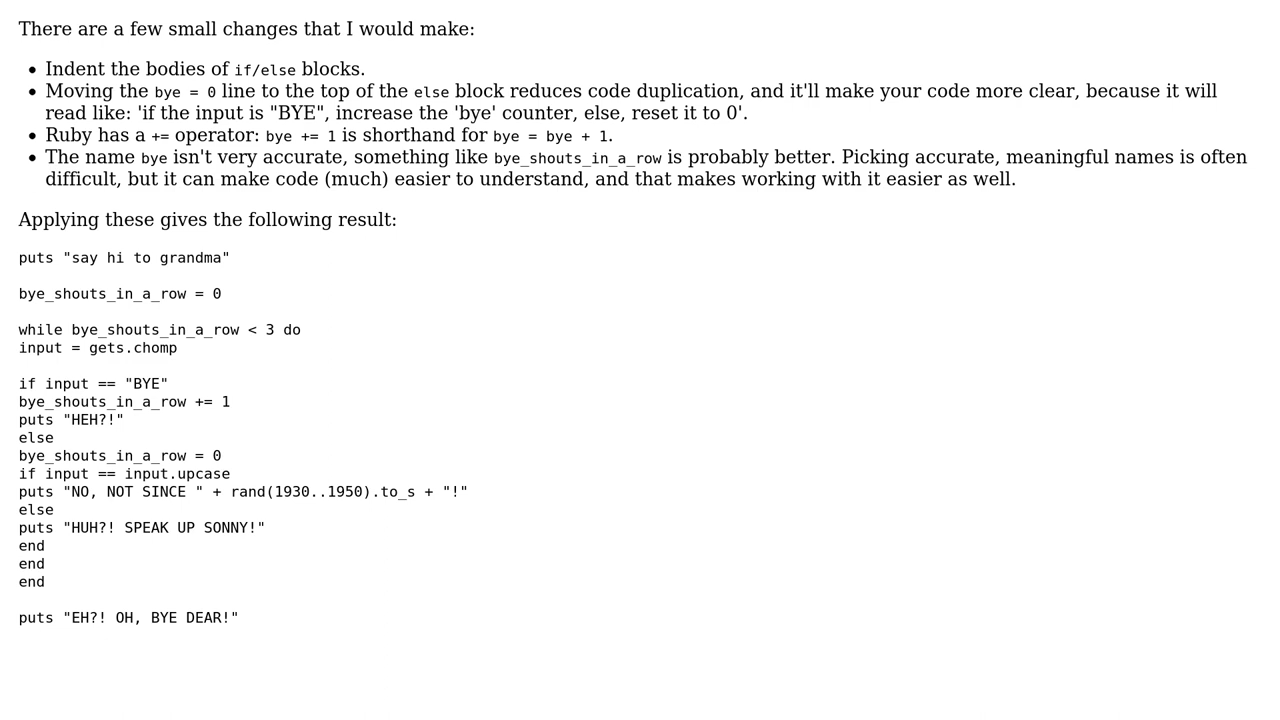 There are a few small changes that I would make:
• Indent the bodies of if/else blocks.
• Moving the bye = 0 line to the top of the else block reduces code duplication, and it'll make your code more clear, because it will
read like: 'if the input is "BYE", increase the 'bye' counter, else, reset it to 0'.
• Ruby has a += operator: bye += 1 is shorthand for bye = bye + 1.
• The name bye isn't very accurate, something like bye_shouts_in_a_row is probably better. Picking accurate, meaningful names is often
difficult, but it can make code (much) easier to understand, and that makes working with it easier as well.
Applying these gives the following result:
puts "say hi to grandma"
bye_shouts_in_a_row = 0
while bye_shouts_in_a_row < 3 do
input = gets.chomp
if input == "BYE"
bye_shouts_in_a_row += 1
puts "HEH?!"
else
bye_shouts_in_a_row = 0
if input == input.upcase
puts "NO, NOT SINCE " + rand(1930..1950).to_s + "!"
else
puts "HUH?! SPEAK UP SONNY!"
end
end
end
puts "EH?! OH, BYE DEAR!"